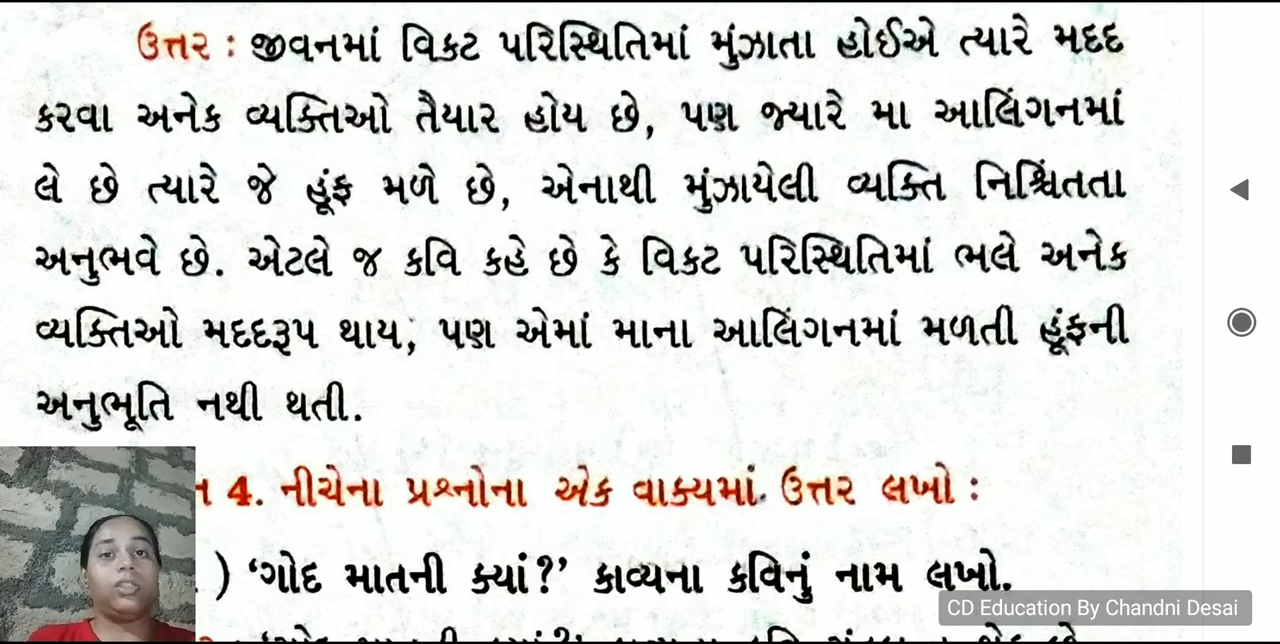 ઉત્તર : જીવનમાં વિકટ પરિસ્થિતિમાં મુંઝાતા હોઈએ ત્યારે મદદ
કરવા અનેક વ્યક્તિઓ તૈયાર હોય છે, પણ જ્યારે મા આલિંગનમાં
લે છે ત્યારે જે હૂંફ મળે છે, એનાથી મુંઝાયેલી વ્યક્તિ નિશ્ચિંતતા
અનુભવે છે. એટલે જ કવિ કહે છે કે વિકટ પરિસ્થિતિમાં ભલે અનેક
વ્યક્તિઓ મદદરૂપ થાય, પણ એમાં માના આલિંગનમાં મળતી હૂંફની
અનુભૂતિ નથી થતી.
4. નીચેના પ્રશ્નોના એક વાક્યમાં ઉત્તર લખો :
) ‘ગોદ માતની ક્યાં?’ કાવ્યના કવિનું નામ લખો.
CD Education By Chandni Desai